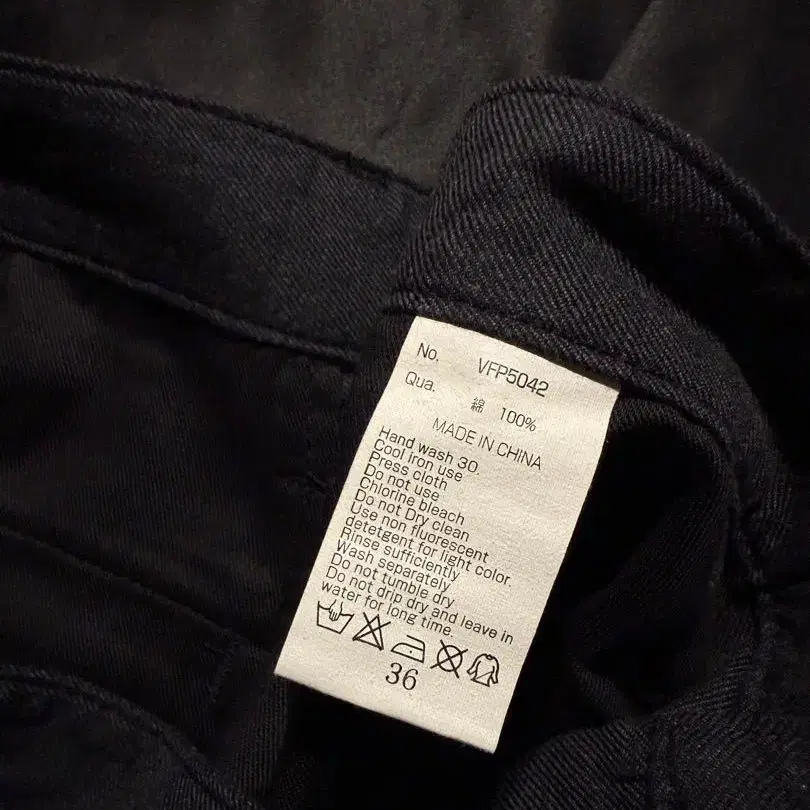 No. VFP5042
Qua. 綿 100%
MADE IN CHINA
Hand wash 30.
Cool iron use
Press cloth
Do not use
Chlorine bleach
Do not Dry clean
Use non fluorescent
detetgent for light color.
Rinse sufficiently
Wash separately
Do not tumble dry
Do not drip dry and leave in
water for long time.
36